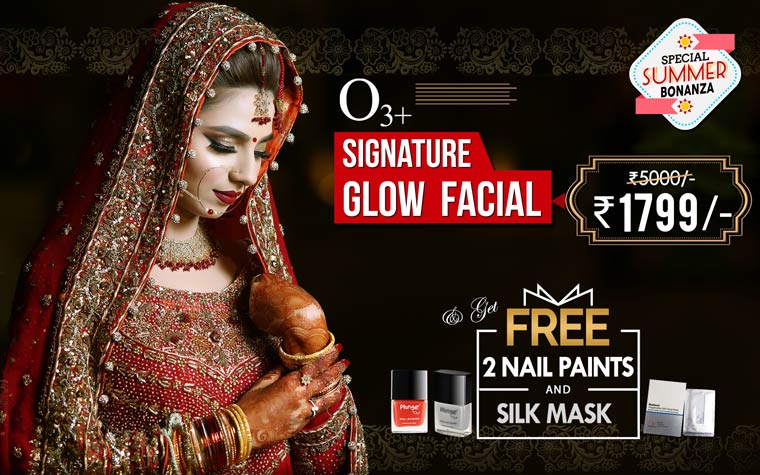 SPECIAL
SUMMER
BONANZA
O3+
SIGNATURE
GLOW FACIAL
₹5000/-
₹1799/-
& Get
FREE
2 NAIL PAINTS
AND
SILK MASK